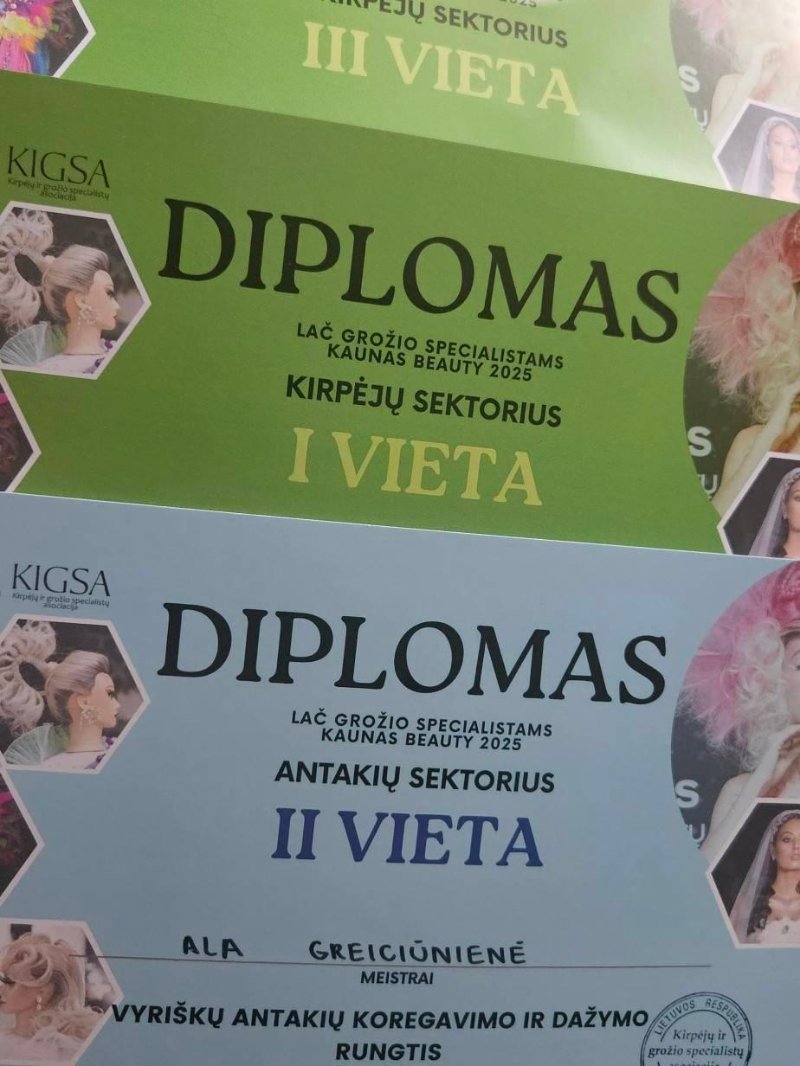 KIRPĖJŲ SEKTORIUS
III VIETA
KIGSA
Kirpėjų ir grožio specialistų
asociacija
DIPLOMAS
LAČ GROŽIO SPECIALISTAMS
KAUNAS BEAUTY 2025
KIRPĖJŲ SEKTORIUS
I VIETA
KIGSA
Kirpėjų ir grožio specialistų
asociacija
DIPLOMAS
LAČ GROŽIO SPECIALISTAMS
KAUNAS BEAUTY 2025
ANTAKIŲ SEKTORIUS
II VIETA
ALA GREICIŪNIENĖ
MEISTRAI
VYRIŠKŲ ANTAKIŲ KOREGAVIMO IR DAŽYMO
RUNGTIS
LIETUVOS RESPUBLIKA
Kirpėjų ir
grožio specialistų